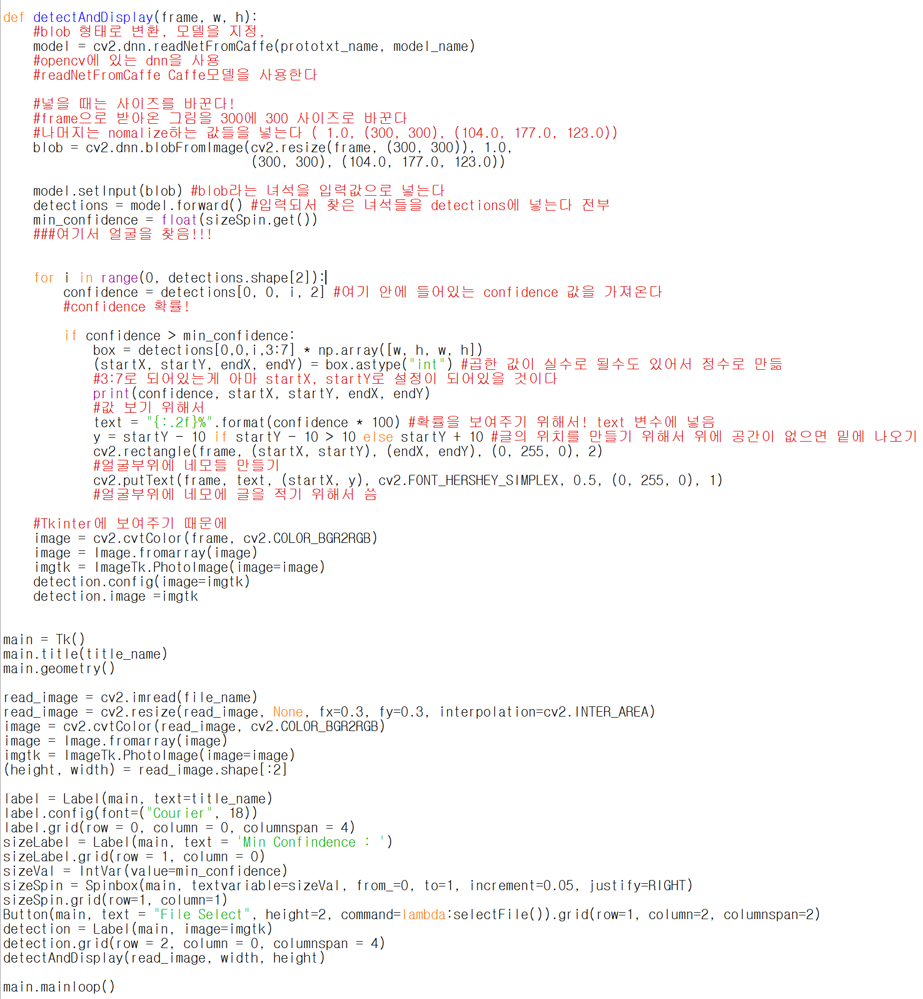 def detectAndDisplay(frame, w, h):
    #blob 형태로 변환, 모델을 지정,
    model = cv2.dnn.readNetFromCaffe(prototxt_name, model_name)
    #opencv에 있는 dnn을 사용
    #readNetFromCaffe Caffe모델을 사용한다

    #넣을 때는 사이즈를 바꾼다!
    #frame으로 받아온 그림을 300에 300 사이즈로 바꾼다
    #나머지는 nomalize하는 값들을 넣는다 ( 1.0, (300, 300), (104.0, 177.0, 123.0))
    blob = cv2.dnn.blobFromImage(cv2.resize(frame, (300, 300)), 1.0,
                                 (300, 300), (104.0, 177.0, 123.0))

    model.setInput(blob) #blob라는 녀석을 입력값으로 넣는다
    detections = model.forward() #입력되서 찾은 녀석들을 detections에 넣는다 전부
    min_confidence = float(sizeSpin.get())
    ###여기서 얼굴을 찾음!!!

    for i in range(0, detections.shape[2]):
        confidence = detections[0, 0, i, 2] #여기 안에 들어있는 confidence 값을 가져온다
        #confidence 확률!

        if confidence > min_confidence:
            box = detections[0,0,i,3:7] * np.array([w, h, w, h])
            (startX, startY, endX, endY) = box.astype("int") #곱한 값이 실수로 될수도 있어서 정수로 만듦
            #3:7로 되어있는게 아마 startX, startY로 설정이 되어있을 것이다
            print(confidence, startX, startY, endX, endY)
            #값 보기 위해서
            text = "{:.2f}%".format(confidence * 100) #확률을 보여주기 위해서! text 변수에 넣음
            y = startY - 10 if startY - 10 > 10 else startY + 10 #글의 위치를 만들기 위해서 위에 공간이 없으면 밑에 나오기
            cv2.rectangle(frame, (startX, startY), (endX, endY), (0, 255, 0), 2)
            #얼굴부위에 네모들 만들기
            cv2.putText(frame, text, (startX, y), cv2.FONT_HERSHEY_SIMPLEX, 0.5, (0, 255, 0), 1)
            #얼굴부위에 네모에 글을 적기 위해서 씀

    #Tkinter에 보여주기 때문에
    image = cv2.cvtColor(frame, cv2.COLOR_BGR2RGB)
    image = Image.fromarray(image)
    imgtk = ImageTk.PhotoImage(image=image)
    detection.config(image=imgtk)
    detection.image =imgtk

main = Tk()
main.title(title_name)
main.geometry()

read_image = cv2.imread(file_name)
read_image = cv2.resize(read_image, None, fx=0.3, fy=0.3, interpolation=cv2.INTER_AREA)
image = cv2.cvtColor(read_image, cv2.COLOR_BGR2RGB)
image = Image.fromarray(image)
imgtk = ImageTk.PhotoImage(image=image)
(height, width) = read_image.shape[:2]

label = Label(main, text=title_name)
label.config(font=("Courier", 18))
label.grid(row = 0, column = 0, columnspan = 4)
sizeLabel = Label(main, text = 'Min Confindence : ')
sizeLabel.grid(row = 1, column = 0)
sizeVal = IntVar(value=min_confidence)
sizeSpin = Spinbox(main, textvariable=sizeVal, from_=0, to=1, increment=0.05, justify=RIGHT)
sizeSpin.grid(row=1, column=1)
Button(main, text = "File Select", height=2, command=lambda:selectFile()).grid(row=1, column=2, columnspan=2)
detection = Label(main, image=imgtk)
detection.grid(row = 2, column = 0, columnspan = 4)
detectAndDisplay(read_image, width, height)

main.mainloop()